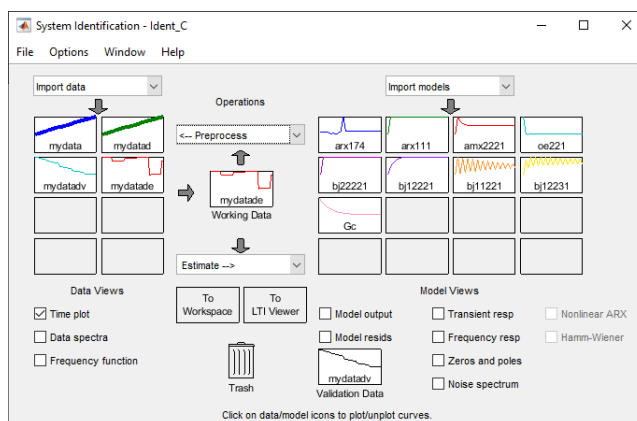 System Identification - Ident_C
File Options Window Help
Import data
Import models
Operations
mydata mydatad
<-- Preprocess
arx174 arx111 amx2221 oe221
mydatadv mydatade
mydatade
Working Data
bj22221 bj12221 bj11221 bj12231
Gc
Estimate -->
Data Views
Model Views
To Workspace
To LTI Viewer
Time plot
Data spectra
Frequency function
Model output
Model resids
Transient resp
Frequency resp
Zeros and poles
Noise spectrum
Nonlinear ARX
Hamm-Wiener
Trash
mydatadv
Validation Data
Click on data/model icons to plot/unplot curves.